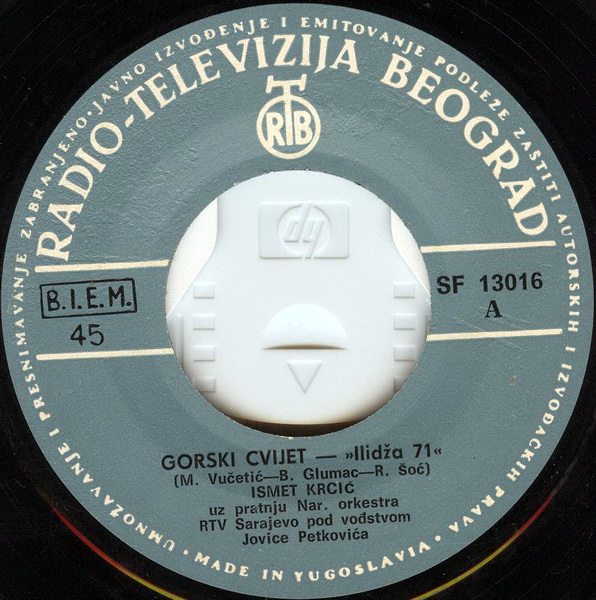 UMNOŽAVANJE I PRESNIMAVANJE ZABRANJENO · JAVNO IZVOĐENJE I EMITOVANJE PODLEŽE ZAŠTITI AUTORSKIH I IZVOĐAČKIH PRAVA · MADE IN YUGOSLAVIA ·
RADIO-TELEVIZIJA BEOGRAD
RTB
hp
B.I.E.M.
45
SF 13016
A
GORSKI CVIJET — »Ilidža 71«
(M. Vučetić—B. Glumac—R. Šoć)
ISMET KRCIĆ
uz pratnju Nar. orkestra
RTV Sarajevo pod vođstvom
Jovice Petkovića